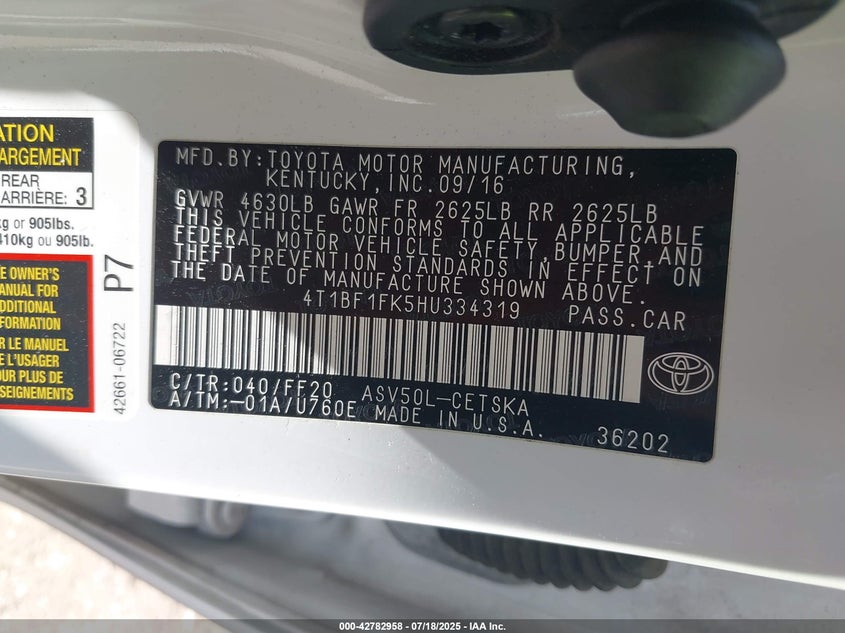 ATION
ARGEMENT
REAR
ARRIÈRE: 3
kg or 905lbs.
410kg ou 905lb.
E OWNER'S
MANUAL FOR
ADDITIONAL
FORMATION
R LE MANUEL
E L'USAGER
OUR PLUS DE
SEIGNEMENTS
P7
42661-06722
MFD.BY:TOYOTA MOTOR MANUFACTURING,
KENTUCKY,INC.09/16
GVWR 4630LB GAWR FR 2625LB RR 2625LB
THIS VEHICLE CONFORMS TO ALL APPLICABLE
FEDERAL MOTOR VEHICLE SAFETY,BUMPER,AND
THEFT PREVENTION STANDARDS IN EFFECT ON
THE DATE OF MANUFACTURE SHOWN ABOVE.
4T1BF1FK5HU334319 PASS.CAR
C/TR:040/FF20 ASV50L-CETSKA
A/TM:-01A/U760E MADE IN U.S.A. 36202
000-42782958 - 07/18/2025 - IAA Inc.